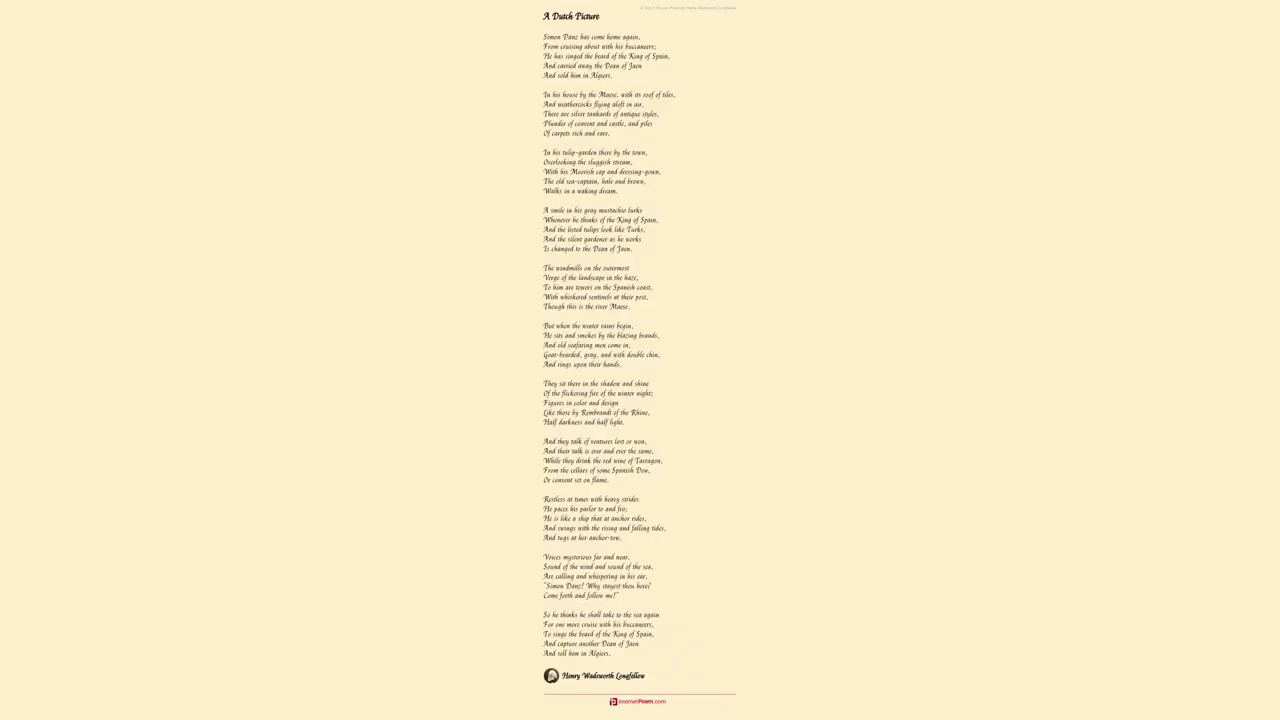 A Dutch Picture Poem by Henry Wadsworth Longfellow
A Dutch Picture
Simon Danz has come home again,
From cruising about with his buccaneers;
He has singed the beard of the King of Spain,
And carried away the Dean of Jaen
And sold him in Algiers.
In his house by the Maese, with its roof of tiles,
And weathercocks flying aloft in air,
There are silver tankards of antique styles,
Plunder of convent and castle, and piles
Of carpets rich and rare.
In his tulip-garden there by the town,
Overlooking the sluggish stream,
With his Moorish cap and dressing-gown,
The old sea-captain, hale and brown,
Walks in a waking dream.
A smile in his gray mustachio lurks
Whenever he thinks of the King of Spain,
And the listed tulips look like Turks,
And the silent gardener as he works
Is changed to the Dean of Jaen.
The windmills on the outermost
Verge of the landscape in the haze,
To him are towers on the Spanish coast,
With whiskered sentinels at their post,
Though this is the river Maese.
But when the winter rains begin,
He sits and smokes by the blazing brands,
And old seafaring men come in,
Goat-bearded, gray, and with double chin,
And rings upon their hands.
They sit there in the shadow and shine
Of the flickering fire of the winter night;
Figures in color and design
Like those by Rembrandt of the Rhine,
Half darkness and half light.
And they talk of ventures lost or won,
And their talk is ever and ever the same,
While they drink the red wine of Tarragon,
From the cellars of some Spanish Don,
Or convent set on flame.
Restless at times with heavy strides
He paces his parlor to and fro;
He is like a ship that at anchor rides,
And swings with the rising and falling tides,
And tugs at her anchor-tow.
Voices mysterious far and near,
Sound of the wind and sound of the sea,
Are calling and whispering in his ear,
"Simon Danz! Why stayest thou here?
Come forth and follow me!"
So he thinks he shall take to the sea again
For one more cruise with his buccaneers,
To singe the beard of the King of Spain,
And capture another Dean of Jaen
And sell him in Algiers.
Henry Wadsworth Longfellow
InternetPoem.com